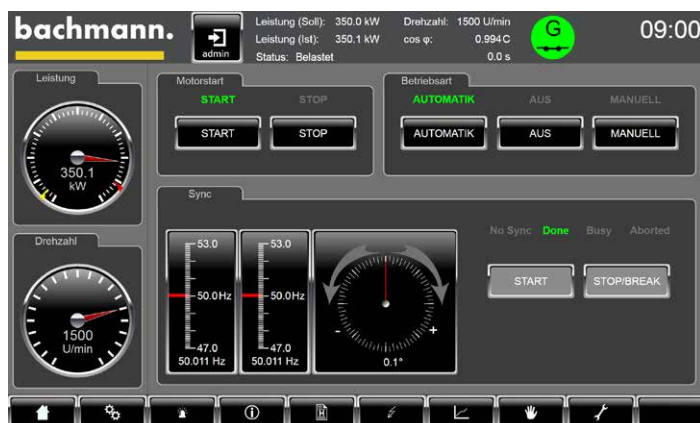 bachmann.
admin
Leistung (Soll): 350.0 kW Drehzahl: 1500 U/min
Leistung (Ist): 350.1 kW cos φ: 0.994C
Status: Belastet 0.0 s
G
09:00
Leistung
350.1
kW
Drehzahl
1500
U/min
Motorstart
START STOP
START STOP
Betriebsart
AUTOMATIK AUS MANUELL
AUTOMATIK AUS MANUELL
Sync
53.0 53.0
50.0Hz 50.0Hz
47.0 47.0
50.011 Hz 50.011 Hz
- +
0.1°
No Sync Done Busy Aborted
START STOP/BREAK